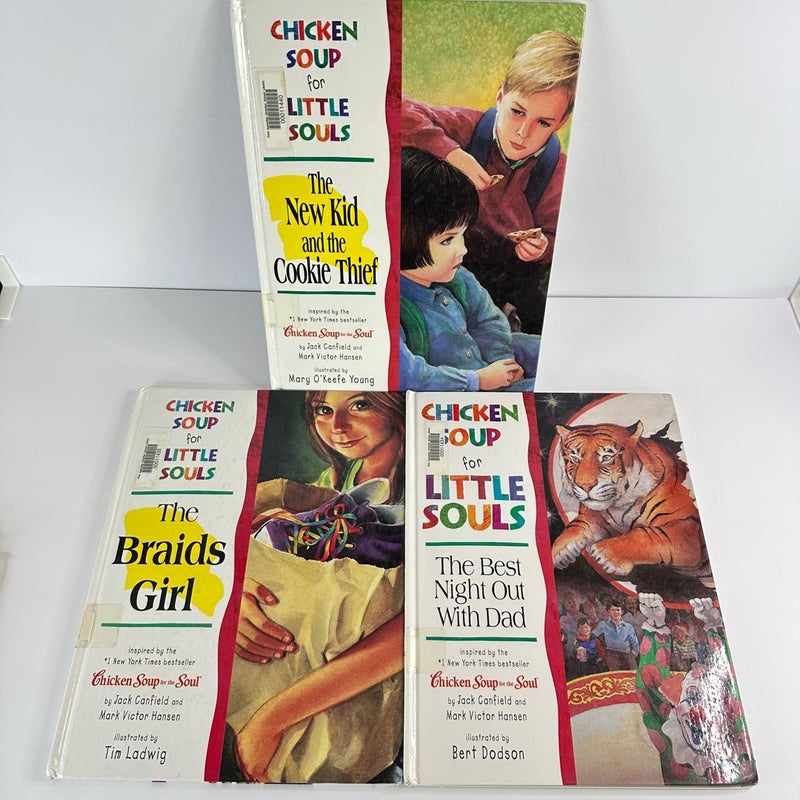 CHICKEN
SOUP
for
LITTLE
SOULS
The
New Kid
and the
Cookie Thief
inspired by the
#1 New York Times bestseller
Chicken Soup for the Soul
by Jack Canfield and
Mark Victor Hansen
illustrated by
Mary O'Keefe Young
CHICKEN
SOUP
for
LITTLE
SOULS
The
Braids
Girl
inspired by the
#1 New York Times bestseller
Chicken Soup for the Soul
by Jack Canfield and
Mark Victor Hansen
illustrated by
Tim Ladwig
CHICKEN
SOUP
for
LITTLE
SOULS
The Best
Night Out
With Dad
inspired by the
#1 New York Times bestseller
Chicken Soup for the Soul
by Jack Canfield and
Mark Victor Hansen
illustrated by
Bert Dodson